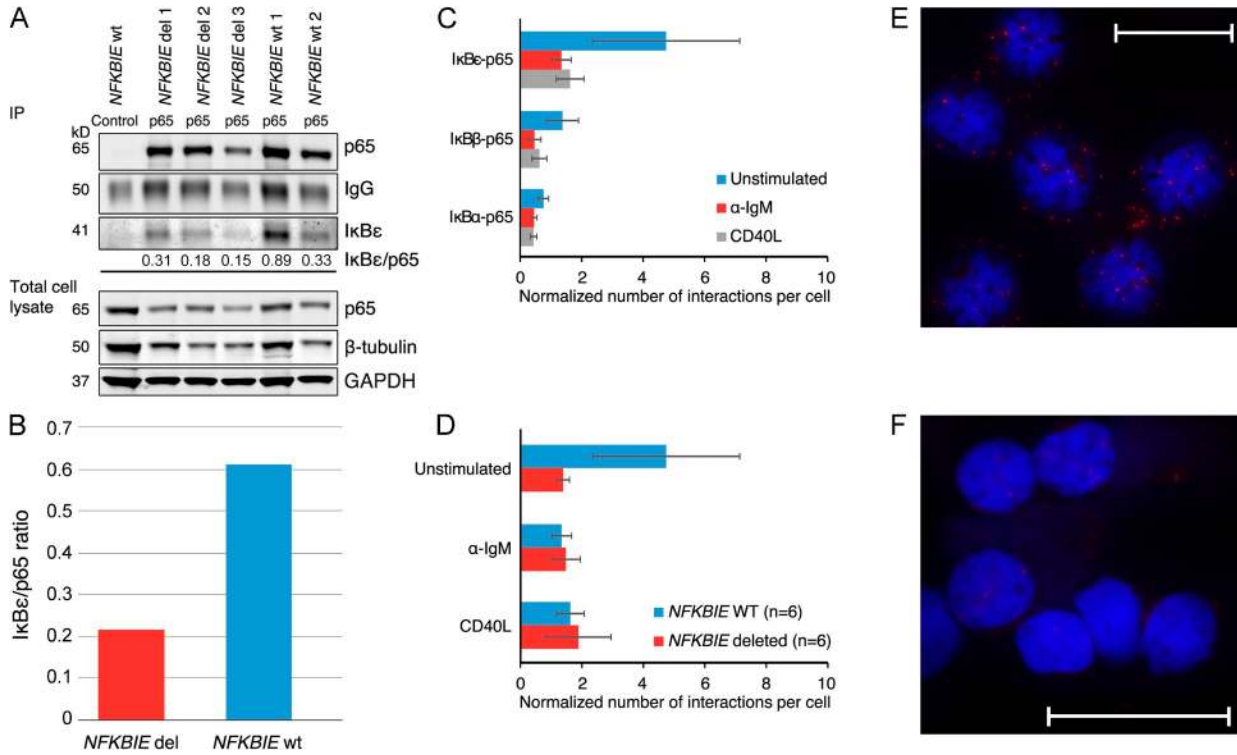 A
NFKBIE wt
NFKBIE del 1
NFKBIE del 2
NFKBIE del 3
NFKBIE wt 1
NFKBIE wt 2
IP
kD
Control p65 p65 p65 p65 p65
65 p65
50 IgG
41 IκBε
0.31 0.18 0.15 0.89 0.33 IκBε/p65
Total cell
lysate
65 p65
50 β-tubulin
37 GAPDH
B
IκBε/p65 ratio
0.7
0.6
0.5
0.4
0.3
0.2
0.1
0
NFKBIE del NFKBIE wt
C
IκBε-p65
IκBβ-p65
IκBα-p65
Unstimulated
α-IgM
CD40L
0 2 4 6 8 10
Normalized number of interactions per cell
D
Unstimulated
α-IgM
CD40L
NFKBIE WT (n=6)
NFKBIE deleted (n=6)
0 2 4 6 8 10
Normalized number of interactions per cell
E
F